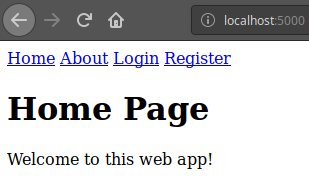 localhost:5000
Home About Login Register
Home Page
Welcome to this web app!